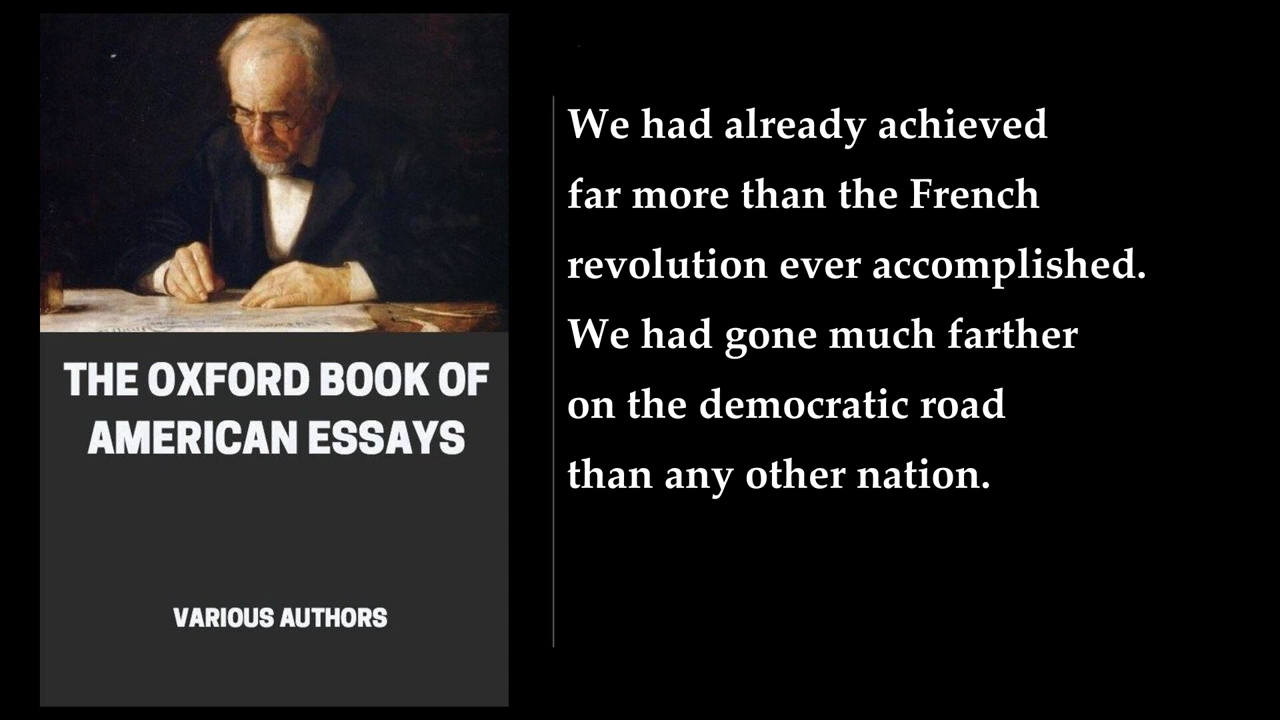 THE OXFORD BOOK OF
AMERICAN ESSAYS
VARIOUS AUTHORS
We had already achieved
far more than the French
revolution ever accomplished.
We had gone much farther
on the democratic road
than any other nation.